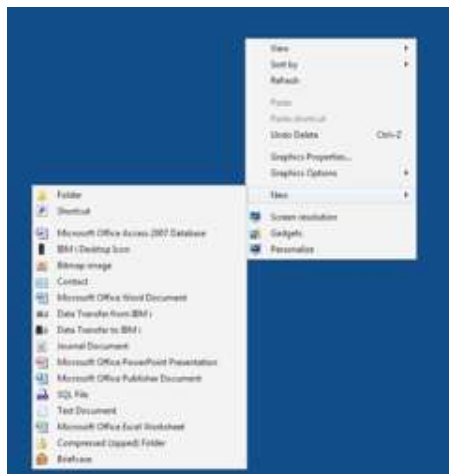 View
Sort by
Refresh
Paste
Paste shortcut
Undo Delete Ctrl+Z
Graphics Properties...
Graphics Options
New
Screen resolution
Gadgets
Personalize
Folder
Shortcut
Microsoft Office Access 2007 Database
IBM i Desktop Icon
Bitmap image
Contact
Microsoft Office Word Document
Data Transfer from IBM i
Data Transfer to IBM i
Journal Document
Microsoft Office PowerPoint Presentation
Microsoft Office Publisher Document
SQL File
Text Document
Microsoft Office Excel Worksheet
Compressed (zipped) Folder
Briefcase